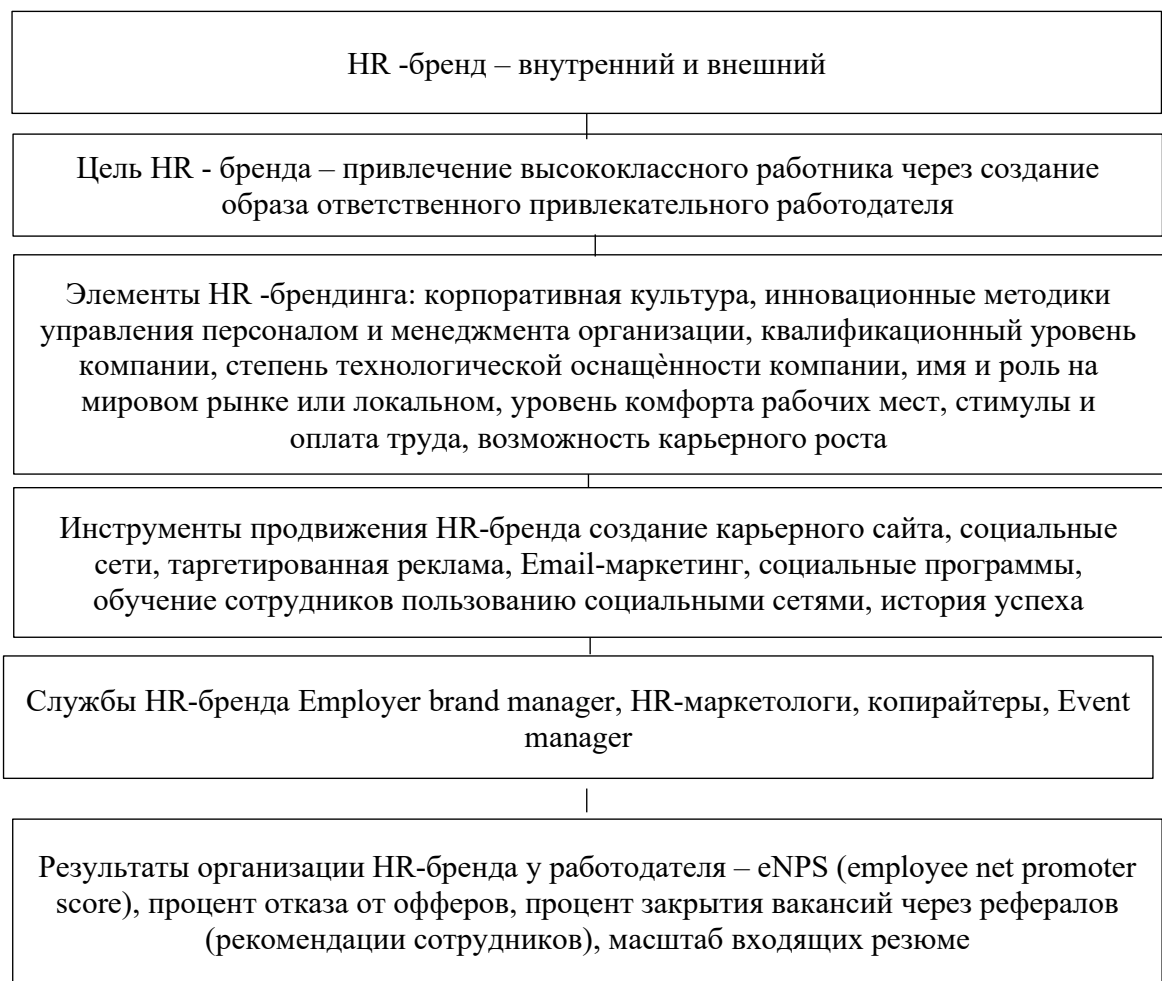 HR -бренд – внутренний и внешний
Цель HR - бренда – привлечение высококлассного работника через создание
образа ответственного привлекательного работодателя
Элементы HR -брендинга: корпоративная культура, инновационные методики
управления персоналом и менеджмента организации, квалификационный уровень
компании, степень технологической оснащѐнности компании, имя и роль на
мировом рынке или локальном, уровень комфорта рабочих мест, стимулы и
оплата труда, возможность карьерного роста
Инструменты продвижения HR-бренда создание карьерного сайта, социальные
сети, таргетированная реклама, Email-маркетинг, социальные программы,
обучение сотрудников пользованию социальными сетями, история успеха
Службы HR-бренда Employer brand manager, HR-маркетологи, копирайтеры, Event
manager
Результаты организации HR-бренда у работодателя – eNPS (employee net promoter
score), процент отказа от офферов, процент закрытия вакансий через рефералов
(рекомендации сотрудников), масштаб входящих резюме